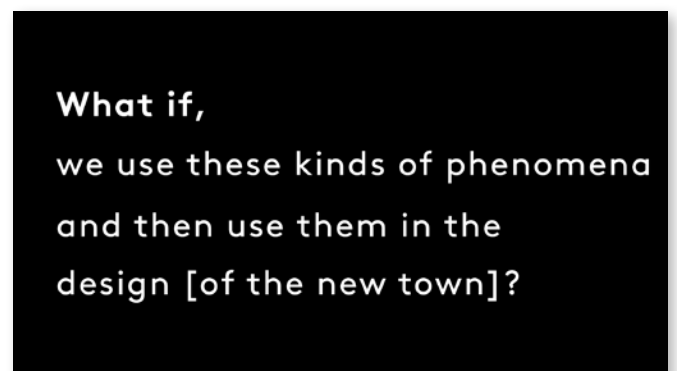 What if,
we use these kinds of phenomena
and then use them in the
design [of the new town]?